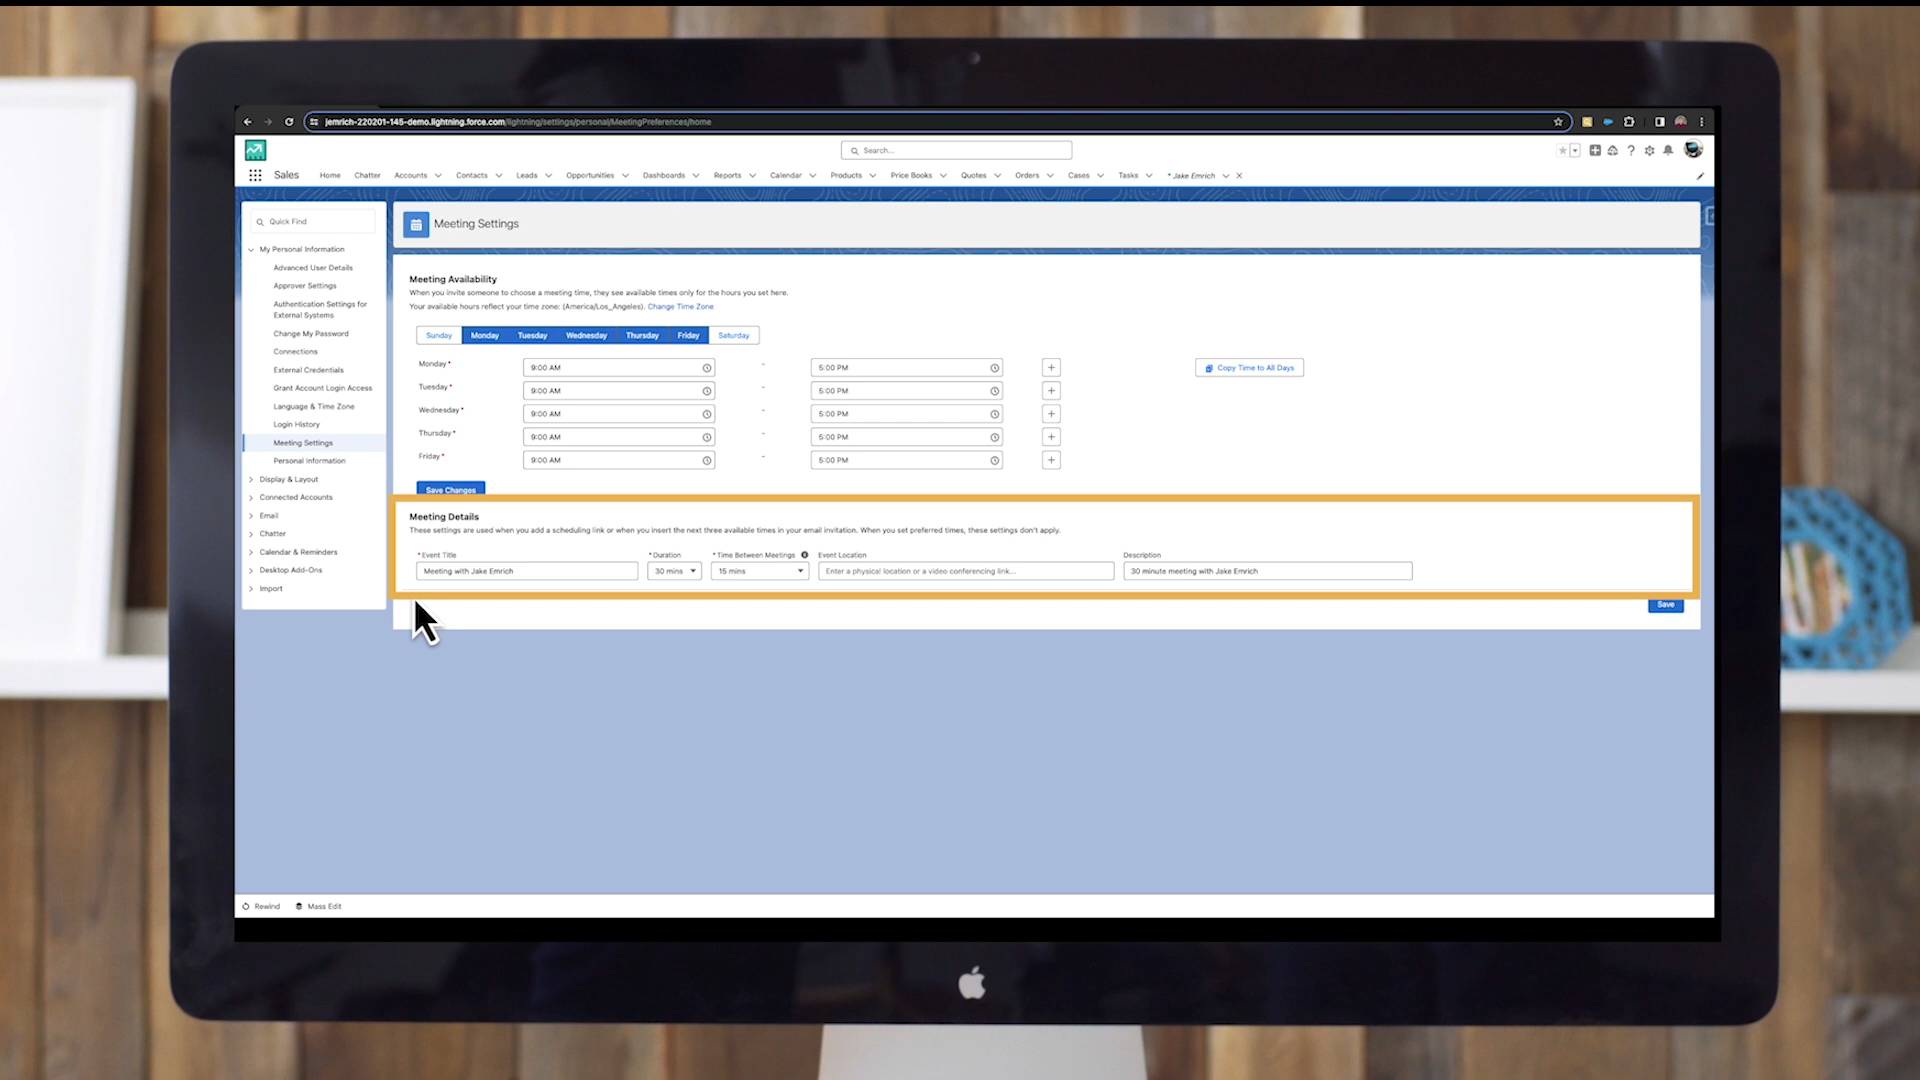 jemrich-220201-145-demo.lightning.force.com/lightning/settings/personal/MeetingPreferences/home
Search...
Sales Home Chatter Accounts Contacts Leads Opportunities Dashboards Reports Calendar Products Price Books Quotes Orders Cases Tasks * Jake Emrich
Quick Find
My Personal Information
Advanced User Details
Approver Settings
Authentication Settings for
External Systems
Change My Password
Connections
External Credentials
Grant Account Login Access
Language & Time Zone
Login History
Meeting Settings
Personal Information
Display & Layout
Connected Accounts
Email
Chatter
Calendar & Reminders
Desktop Add-Ons
Import
Meeting Settings
Meeting Availability
When you invite someone to choose a meeting time, they see available times only for the hours you set here.
Your available hours reflect your time zone: (America/Los_Angeles). Change Time Zone
Sunday Monday Tuesday Wednesday Thursday Friday Saturday
Monday* 9:00 AM - 5:00 PM + Copy Time to All Days
Tuesday* 9:00 AM - 5:00 PM +
Wednesday* 9:00 AM - 5:00 PM +
Thursday* 9:00 AM - 5:00 PM +
Friday* 9:00 AM - 5:00 PM +
Save Changes
Meeting Details
These settings are used when you add a scheduling link or when you insert the next three available times in your email invitation. When you set preferred times, these settings don't apply.
*Event Title *Duration *Time Between Meetings Event Location Description
Meeting with Jake Emrich 30 mins 15 mins Enter a physical location or a video conferencing link... 30 minute meeting with Jake Emrich
Save
Rewind Mass Edit